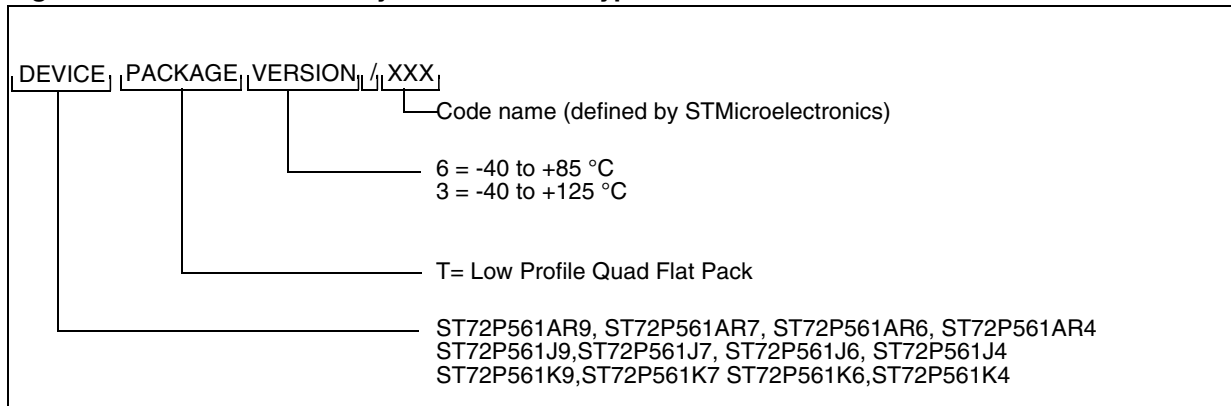 DEVICE PACKAGE VERSION / XXX
Code name (defined by STMicroelectronics)
6 = -40 to +85 °C
3 = -40 to +125 °C
T= Low Profile Quad Flat Pack
ST72P561AR9, ST72P561AR7, ST72P561AR6, ST72P561AR4
ST72P561J9,ST72P561J7, ST72P561J6, ST72P561J4
ST72P561K9,ST72P561K7 ST72P561K6,ST72P561K4